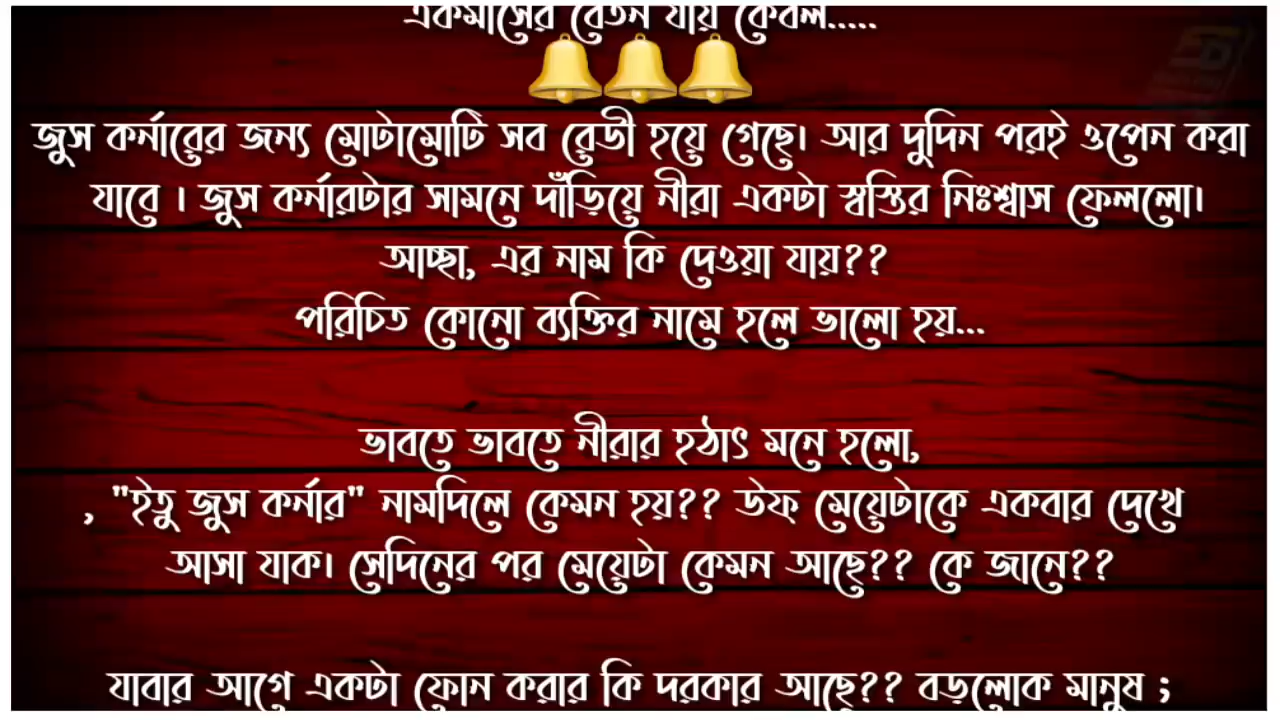 একমাসের বেতন যায় কেবল.....
জুস কর্নারের জন্য মোটামোটি সব রেডী হয়ে গেছে। আর দুদিন পরই ওপেন করা
যাবে । জুস কর্নারটার সামনে দাঁড়িয়ে নীরা একটা স্বস্তির নিঃশ্বাস ফেললো।
আচ্ছা, এর নাম কি দেওয়া যায়??
পরিচিত কোনো ব্যক্তির নামে হলে ভালো হয়...
ভাবতে ভাবতে নীরার হঠাৎ মনে হলো,
, "ইতু জুস কর্নার" নামদিলে কেমন হয়?? উফ্ মেয়েটাকে একবার দেখে
আসা যাক। সেদিনের পর মেয়েটা কেমন আছে?? কে জানে??
যাবার আগে একটা ফোন করার কি দরকার আছে?? বড়লোক মানুষ ;